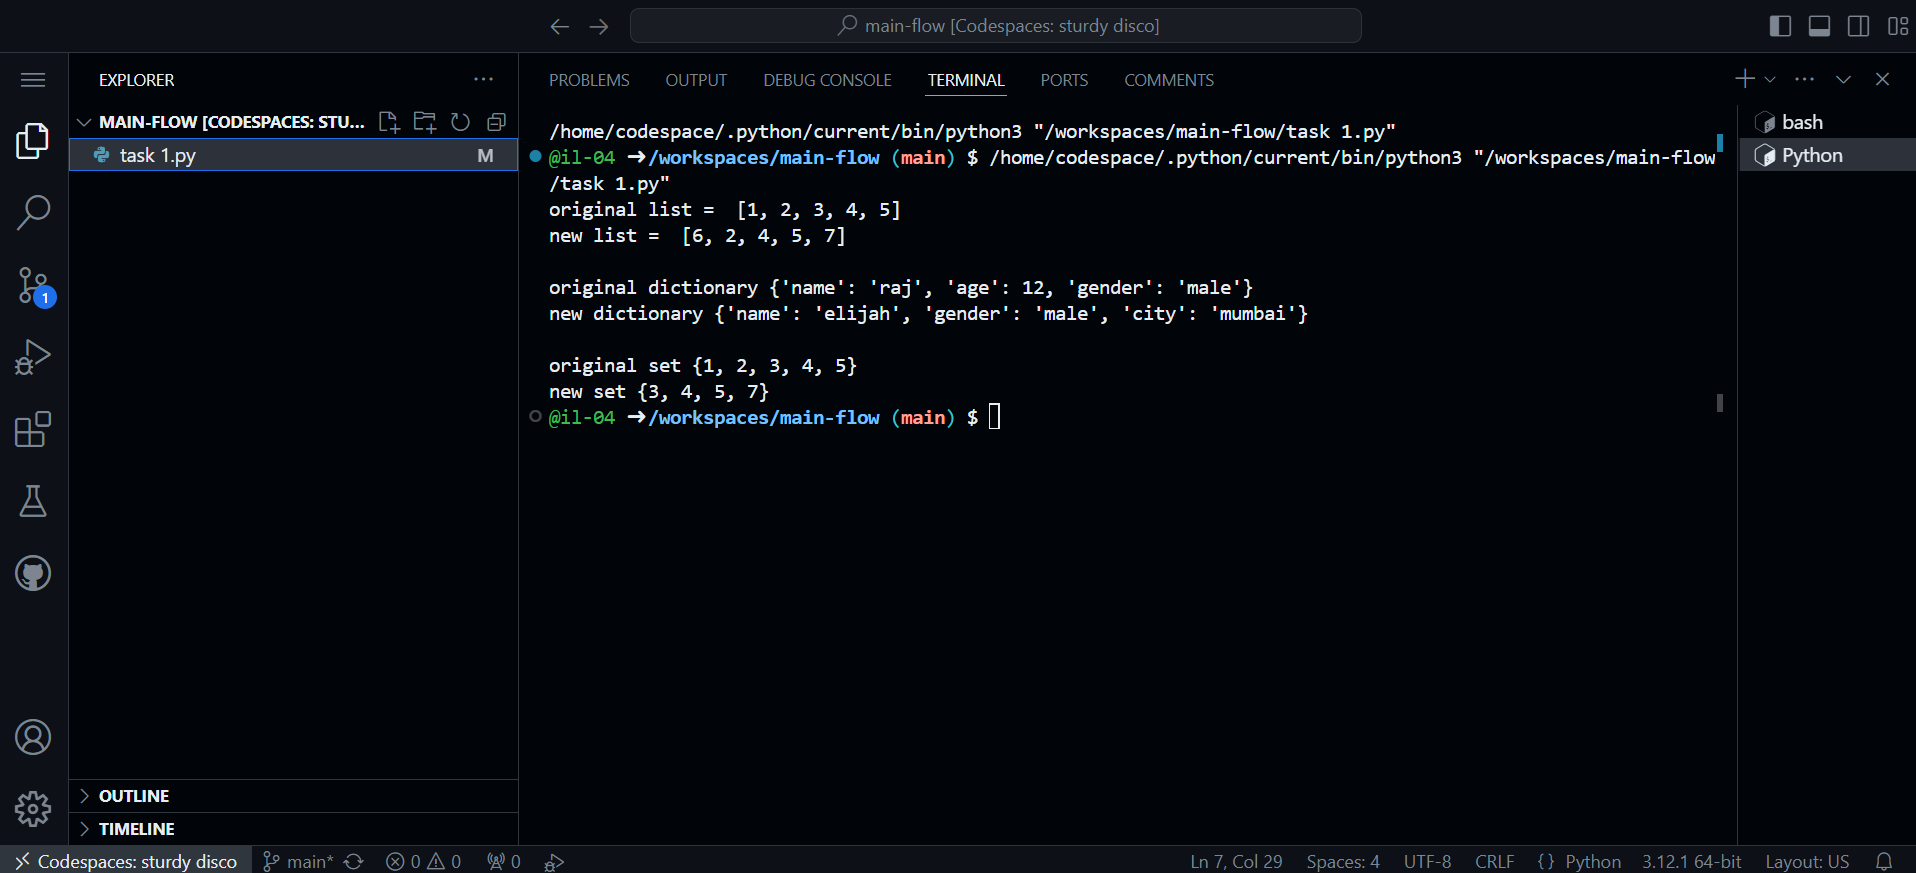 main-flow [Codespaces: sturdy disco]
EXPLORER
MAIN-FLOW [CODESPACES: STU...
task 1.py M
1
OUTLINE
TIMELINE
PROBLEMS OUTPUT DEBUG CONSOLE TERMINAL PORTS COMMENTS
/home/codespace/.python/current/bin/python3 "/workspaces/main-flow/task 1.py"
@il-04 ➜/workspaces/main-flow (main) $ /home/codespace/.python/current/bin/python3 "/workspaces/main-flow
/task 1.py"
original list =  [1, 2, 3, 4, 5]
new list =  [6, 2, 4, 5, 7]
original dictionary {'name': 'raj', 'age': 12, 'gender': 'male'}
new dictionary {'name': 'elijah', 'gender': 'male', 'city': 'mumbai'}
original set {1, 2, 3, 4, 5}
new set {3, 4, 5, 7}
@il-04 ➜/workspaces/main-flow (main) $
bash
Python
Codespaces: sturdy disco main* 0 0 0 Ln 7, Col 29 Spaces: 4 UTF-8 CRLF {} Python 3.12.1 64-bit Layout: US